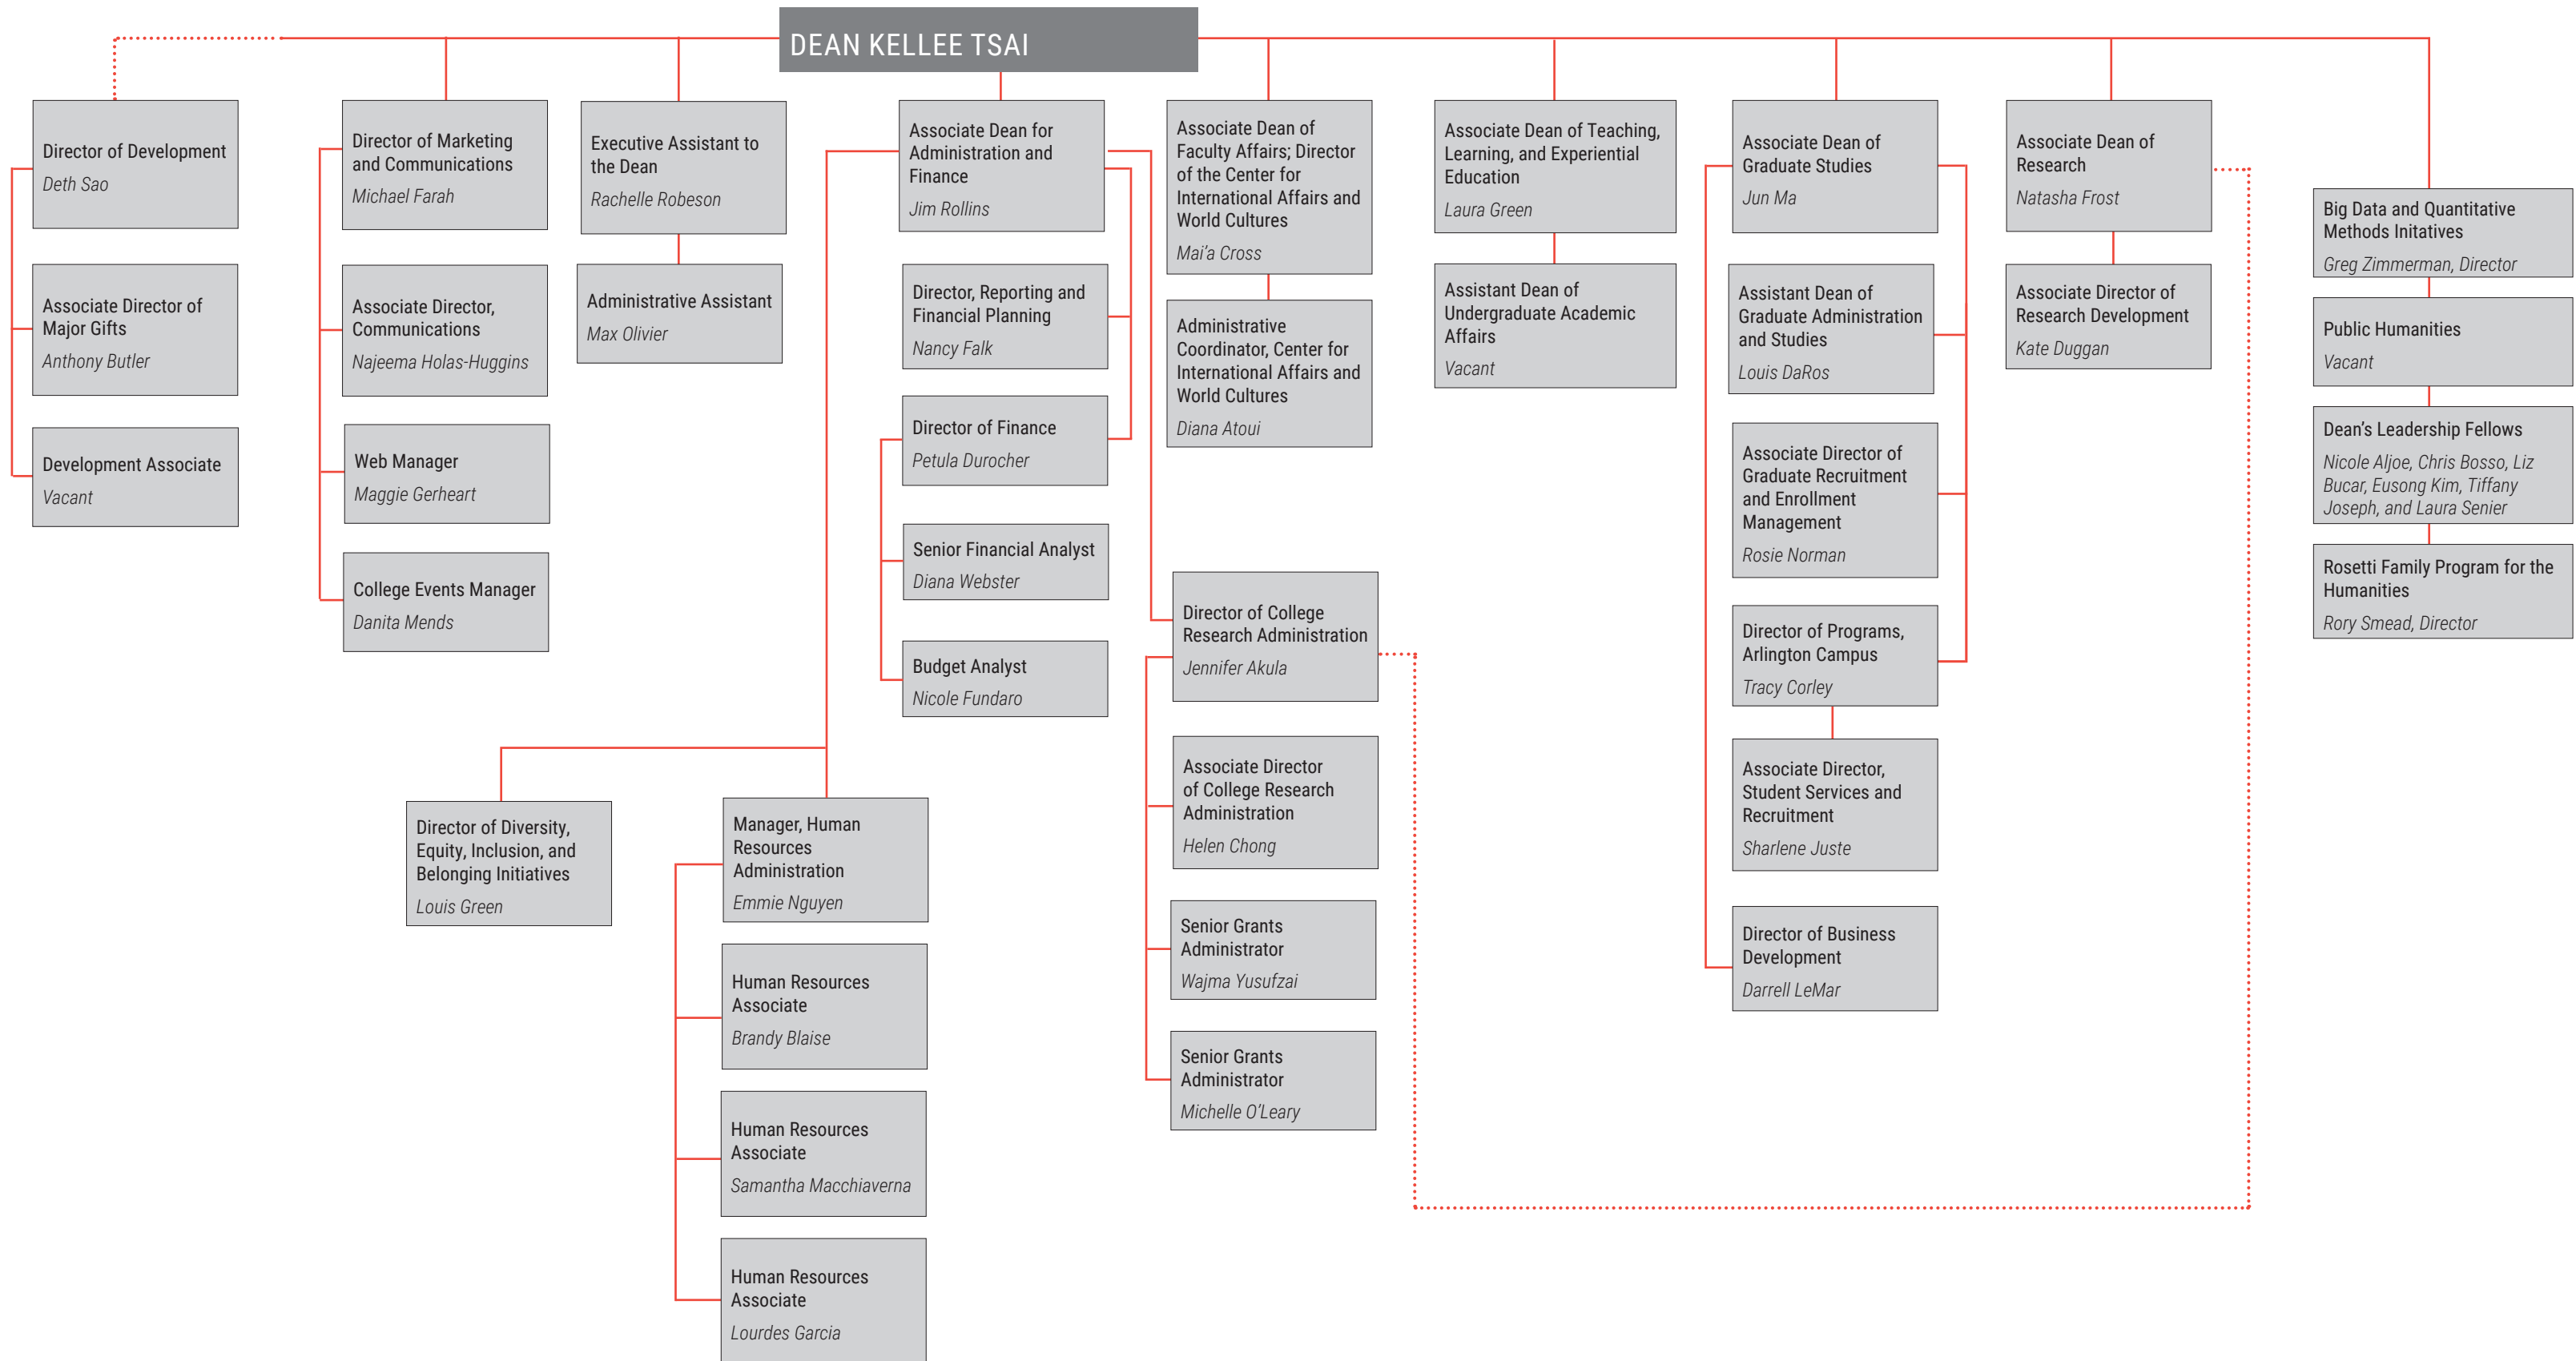 DEAN KELLEE TSAI
Director of Development
Deth Sao
Associate Director of
Major Gifts
Anthony Butler
Development Associate
Vacant
Director of Marketing
and Communications
Michael Farah
Associate Director,
Communications
Najeema Holas-Huggins
Web Manager
Maggie Gerheart
College Events Manager
Danita Mends
Executive Assistant to
the Dean
Rachelle Robeson
Administrative Assistant
Max Olivier
Associate Dean for
Administration and
Finance
Jim Rollins
Director, Reporting and
Financial Planning
Nancy Falk
Director of Finance
Petula Durocher
Senior Financial Analyst
Diana Webster
Budget Analyst
Nicole Fundaro
Director of Diversity,
Equity, Inclusion, and
Belonging Initiatives
Louis Green
Manager, Human
Resources
Administration
Emmie Nguyen
Human Resources
Associate
Brandy Blaise
Human Resources
Associate
Samantha Macchiaverna
Human Resources
Associate
Lourdes Garcia
Associate Dean of
Faculty Affairs; Director
of the Center for
International Affairs and
World Cultures
Mai'a Cross
Administrative
Coordinator, Center for
International Affairs and
World Cultures
Diana Atoui
Director of College
Research Administration
Jennifer Akula
Associate Director
of College Research
Administration
Helen Chong
Senior Grants
Administrator
Wajma Yusufzai
Senior Grants
Administrator
Michelle O'Leary
Associate Dean of Teaching,
Learning, and Experiential
Education
Laura Green
Assistant Dean of
Undergraduate Academic
Affairs
Vacant
Associate Dean of
Graduate Studies
Jun Ma
Assistant Dean of
Graduate Administration
and Studies
Louis DaRos
Associate Director of
Graduate Recruitment
and Enrollment
Management
Rosie Norman
Director of Programs,
Arlington Campus
Tracy Corley
Associate Director,
Student Services and
Recruitment
Sharlene Juste
Director of Business
Development
Darrell LeMar
Associate Dean of
Research
Natasha Frost
Associate Director of
Research Development
Kate Duggan
Big Data and Quantitative
Methods Initatives
Greg Zimmerman, Director
Public Humanities
Vacant
Dean's Leadership Fellows
Nicole Aljoe, Chris Bosso, Liz
Bucar, Eusong Kim, Tiffany
Joseph, and Laura Senier
Rosetti Family Program for the
Humanities
Rory Smead, Director